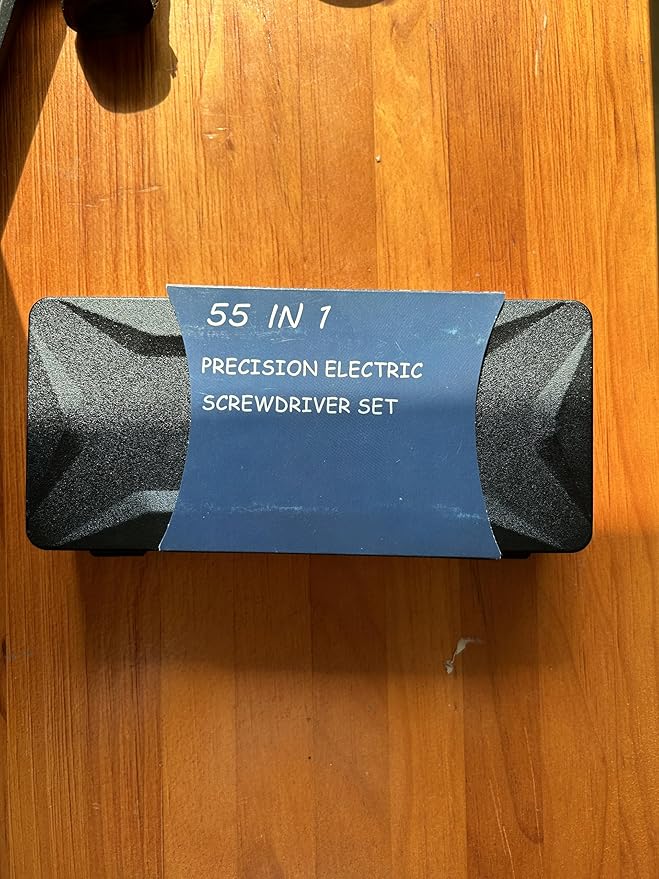 55 IN 1
PRECISION ELECTRIC
SCREWDRIVER SET